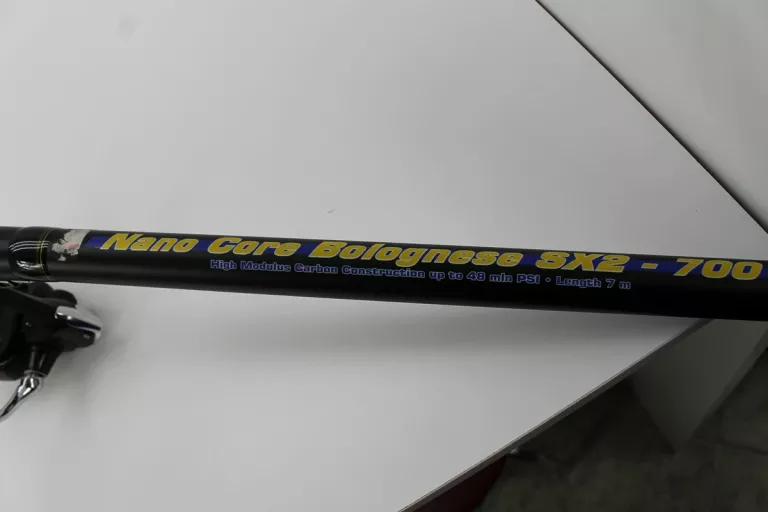 Nano Core Bolognese SX2 - 700
High Modulus Carbon Construction up to 48 mln PSI • Length 7 m